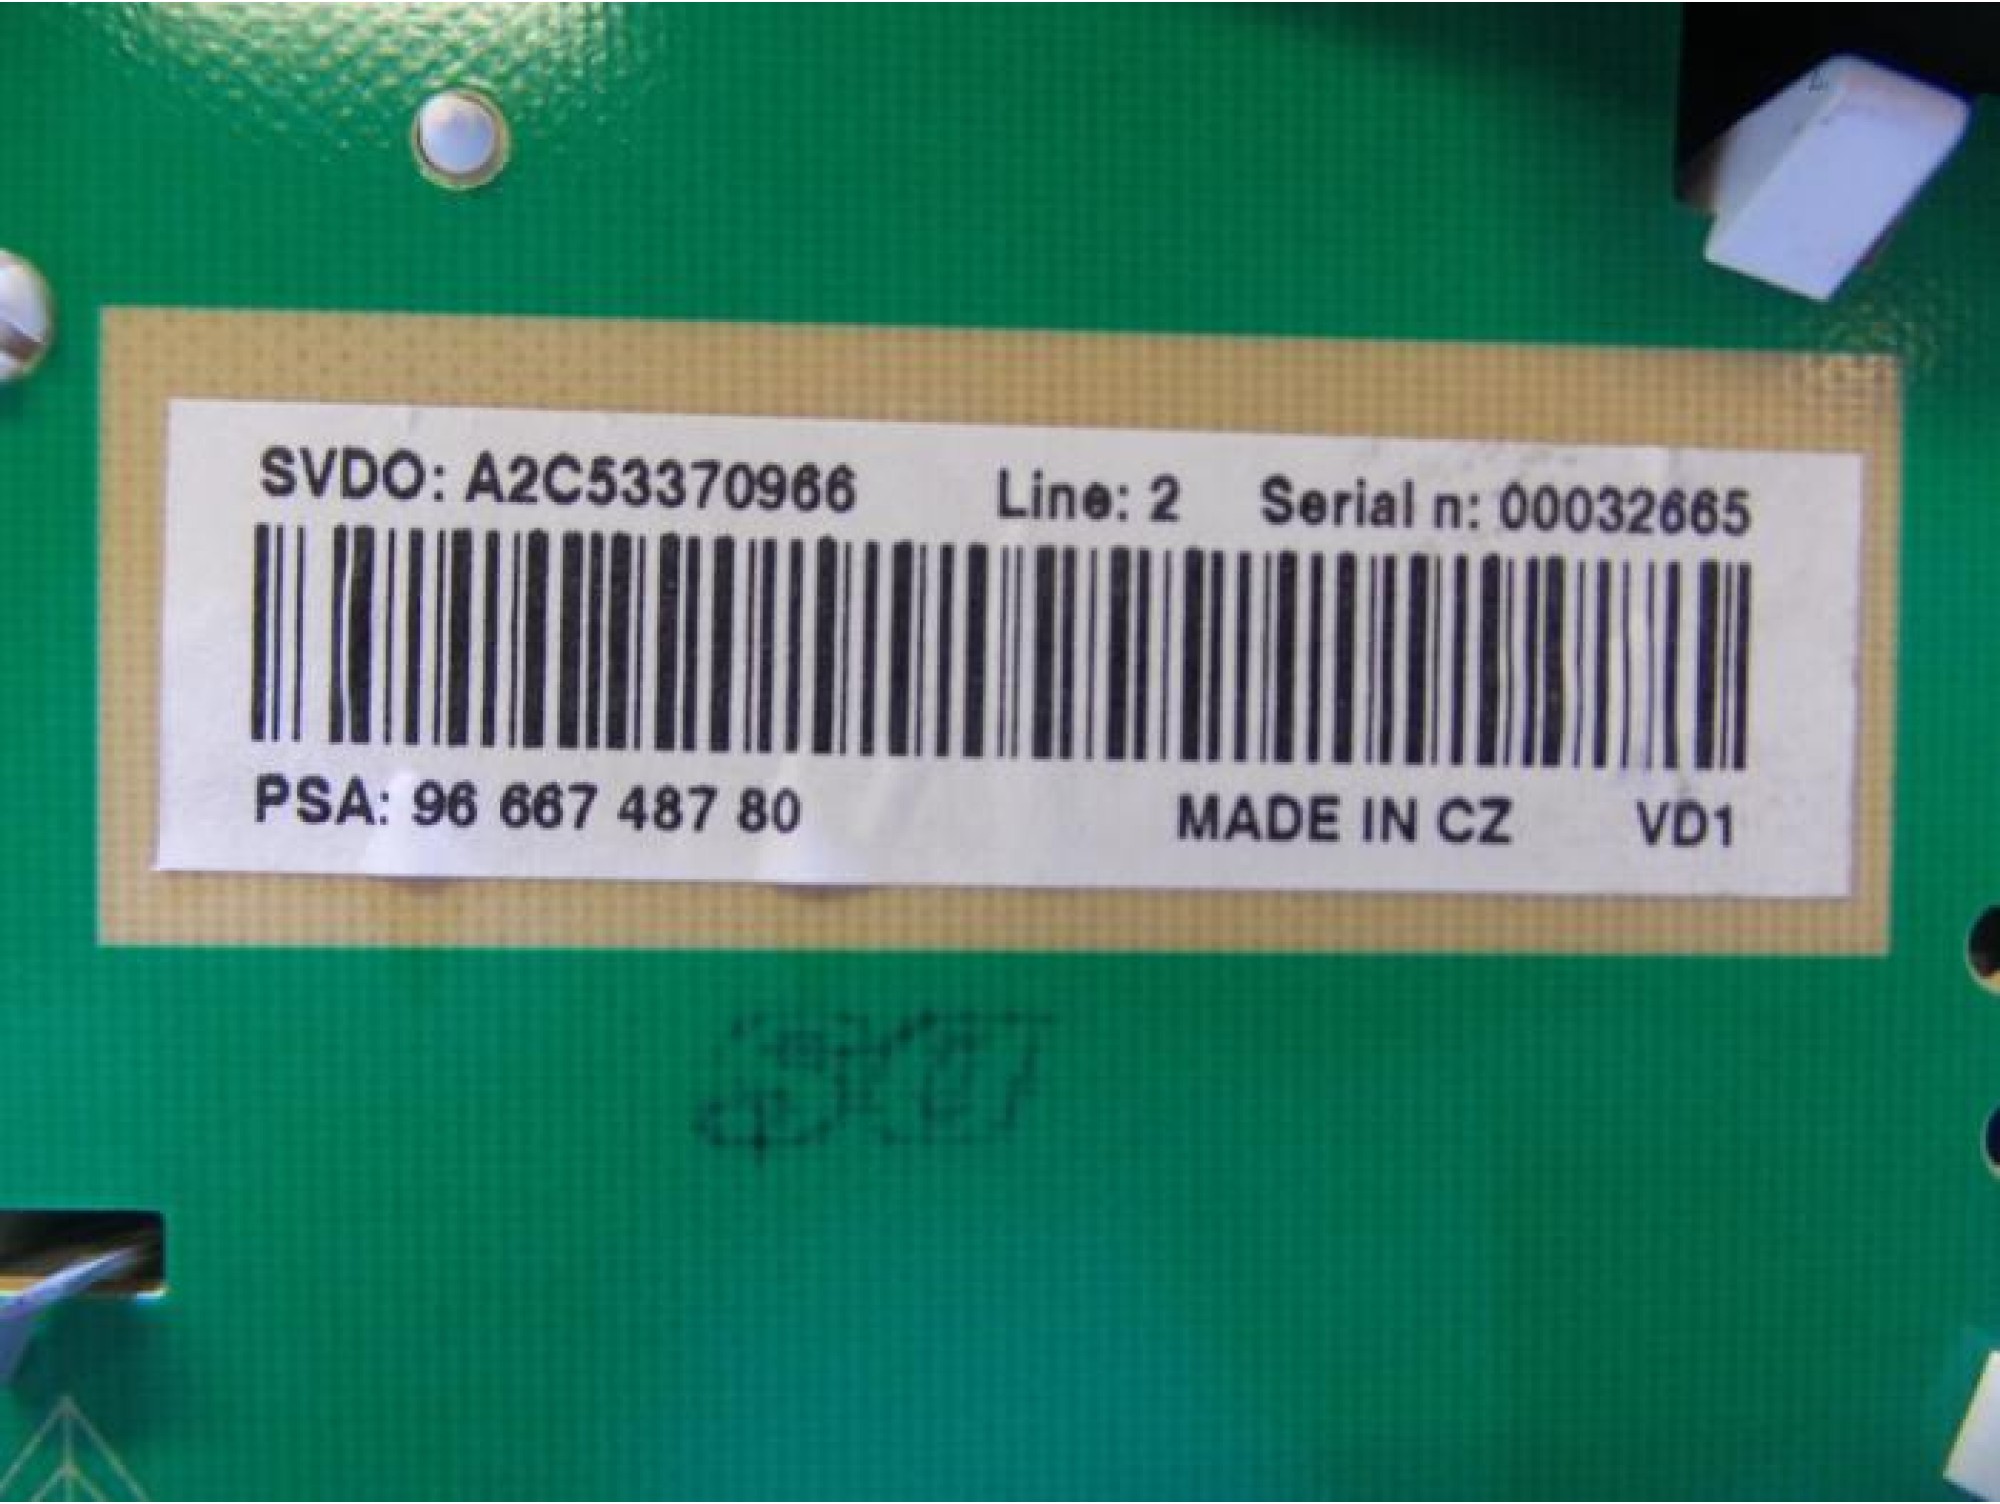 SVDO: A2C53370966 Line: 2 Serial n: 00032665
PSA: 96 667 487 80 MADE IN CZ VD1